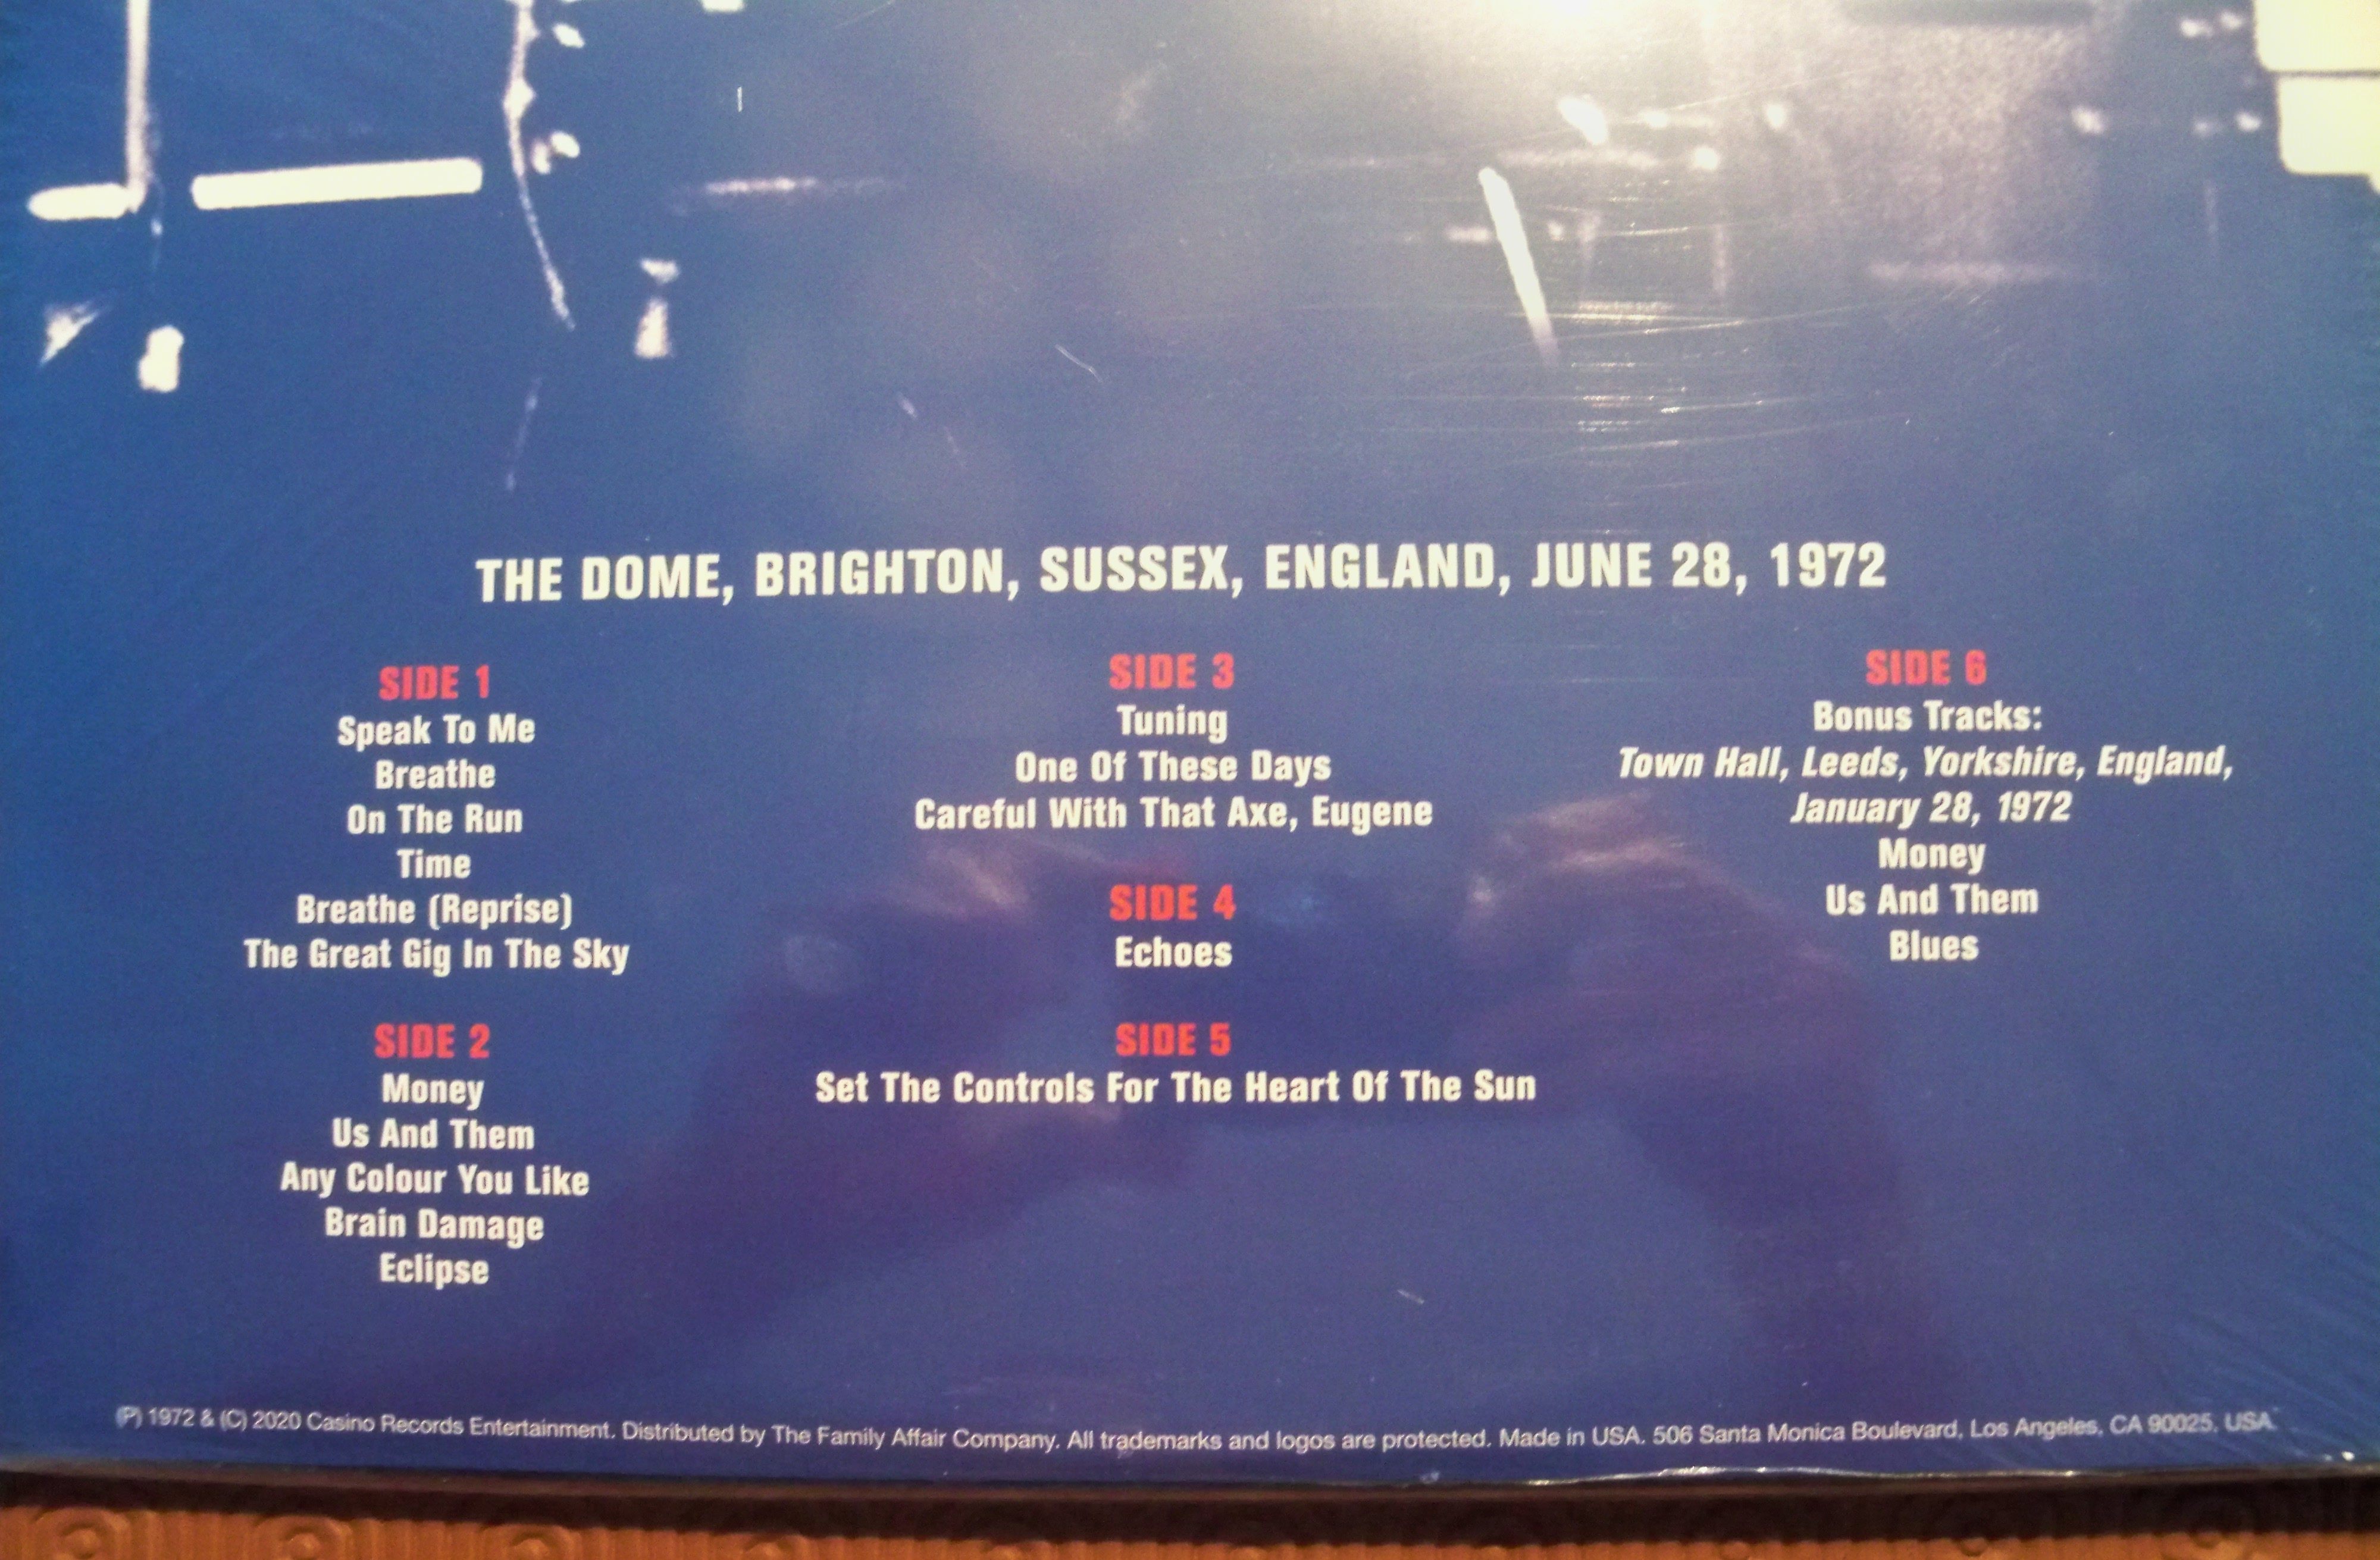 THE DOME, BRIGHTON, SUSSEX, ENGLAND, JUNE 28, 1972
SIDE 1
Speak To Me
Breathe
On The Run
Time
Breathe (Reprise)
The Great Gig In The Sky
SIDE 2
Money
Us And Them
Any Colour You Like
Brain Damage
Eclipse
SIDE 3
Tuning
One Of These Days
Careful With That Axe, Eugene
SIDE 4
Echoes
SIDE 5
Set The Controls For The Heart Of The Sun
SIDE 6
Bonus Tracks:
Town Hall, Leeds, Yorkshire, England,
January 28, 1972
Money
Us And Them
Blues
(P) 1972 & (C) 2020 Casino Records Entertainment. Distributed by The Family Affair Company. All trademarks and logos are protected. Made in USA. 506 Santa Monica Boulevard, Los Angeles, CA 90025, USA